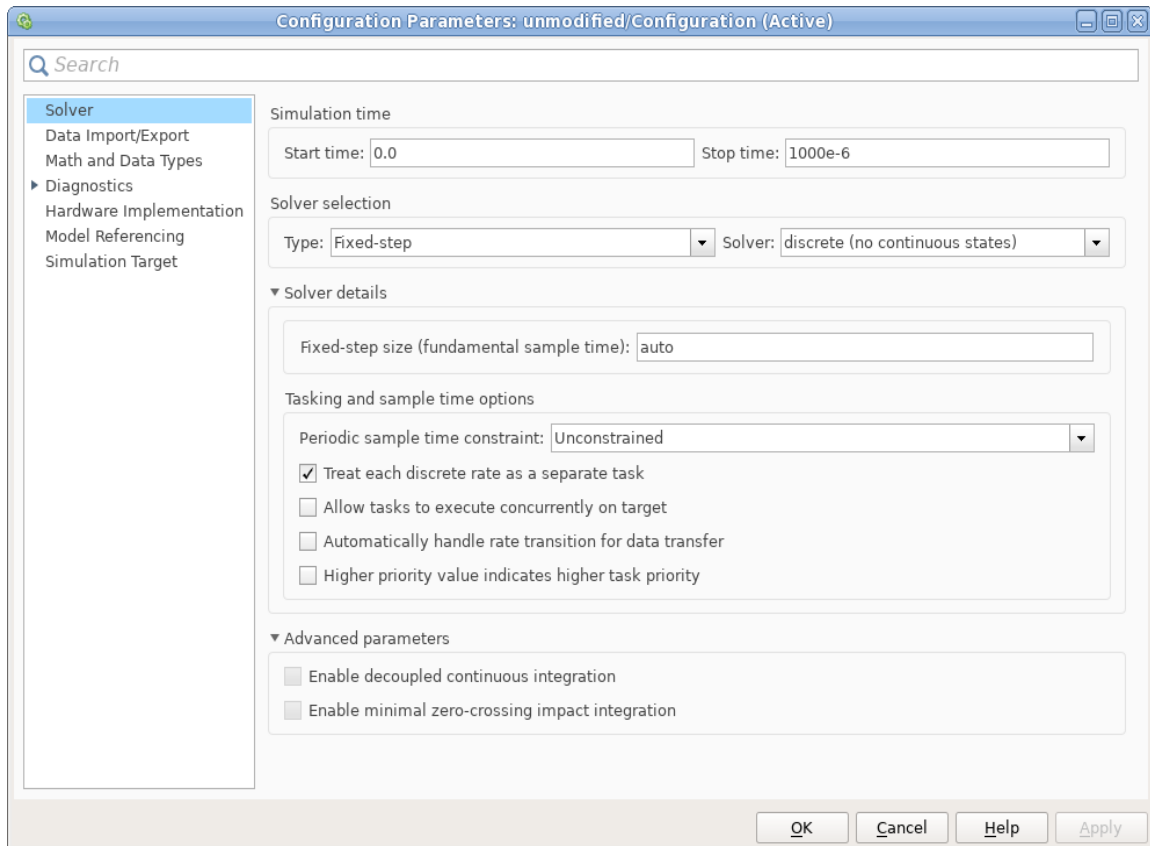 Configuration Parameters: unmodified/Configuration (Active)
Search
Solver
Data Import/Export
Math and Data Types
Diagnostics
Hardware Implementation
Model Referencing
Simulation Target
Simulation time
Start time: 0.0 Stop time: 1000e-6
Solver selection
Type: Fixed-step Solver: discrete (no continuous states)
Solver details
Fixed-step size (fundamental sample time): auto
Tasking and sample time options
Periodic sample time constraint: Unconstrained
Treat each discrete rate as a separate task
Allow tasks to execute concurrently on target
Automatically handle rate transition for data transfer
Higher priority value indicates higher task priority
Advanced parameters
Enable decoupled continuous integration
Enable minimal zero-crossing impact integration
OK Cancel Help Apply